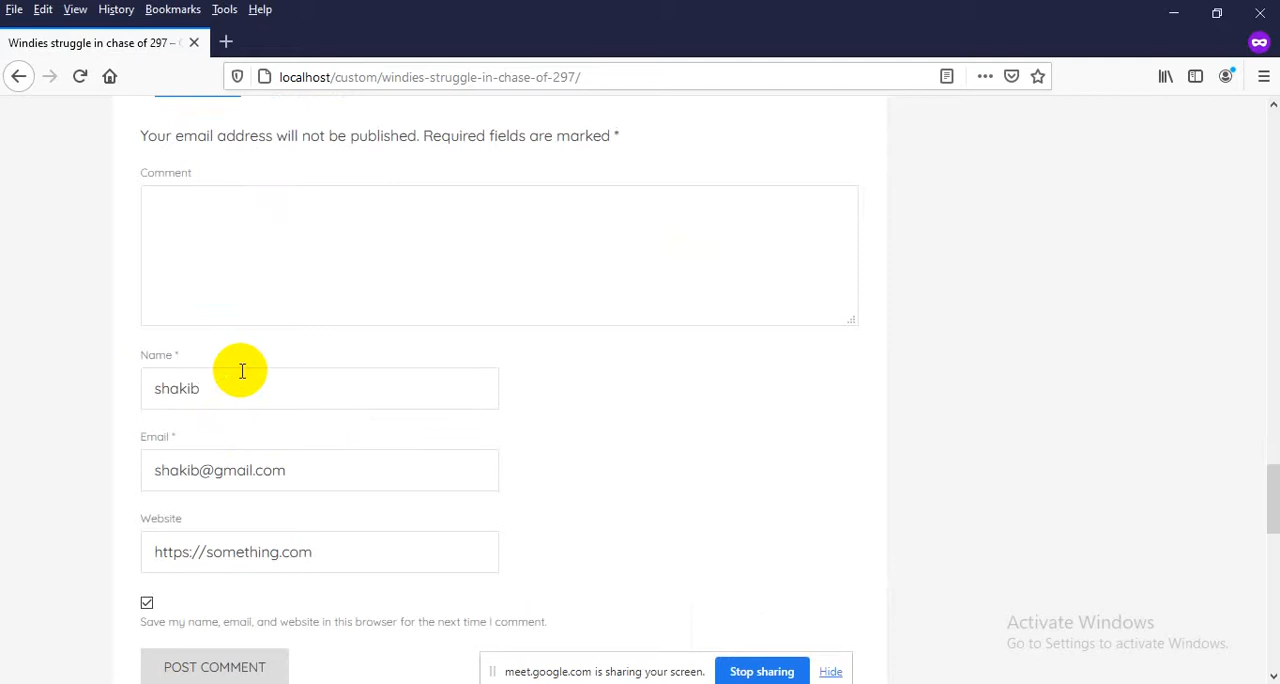 File Edit View History Bookmarks Tools Help
Windies struggle in chase of 297 –
localhost/custom/windies-struggle-in-chase-of-297/
Your email address will not be published. Required fields are marked *
Comment
Name *
shakib
Email *
shakib@gmail.com
Website
https://something.com
Save my name, email, and website in this browser for the next time I comment.
POST COMMENT
meet.google.com is sharing your screen. Stop sharing Hide
Activate Windows
Go to Settings to activate Windows.